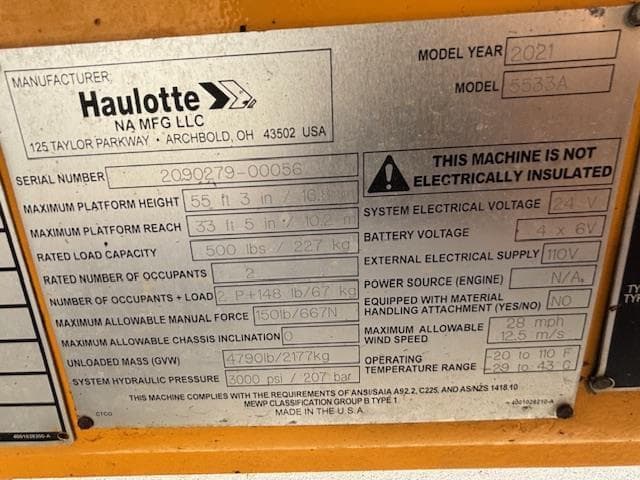 MANUFACTURER
Haulotte
NA MFG LLC
125 TAYLOR PARKWAY • ARCHBOLD, OH 43502 USA
MODEL YEAR 2021
MODEL 5533A
SERIAL NUMBER 2090279-00056
MAXIMUM PLATFORM HEIGHT 55 ft 3 in / 16.8 m
MAXIMUM PLATFORM REACH 33 ft 5 in / 10.2 m
RATED LOAD CAPACITY 500 lbs / 227 kg
RATED NUMBER OF OCCUPANTS 2
NUMBER OF OCCUPANTS + LOAD 2 P+148 lb/67 kg
MAXIMUM ALLOWABLE MANUAL FORCE 150lb/667N
MAXIMUM ALLOWABLE CHASSIS INCLINATION 0
UNLOADED MASS (GVW) 4790lb/2177kg
SYSTEM HYDRAULIC PRESSURE 3000 psi / 207 bar
THIS MACHINE IS NOT
ELECTRICALLY INSULATED
SYSTEM ELECTRICAL VOLTAGE 24 V
BATTERY VOLTAGE 4 x 6V
EXTERNAL ELECTRICAL SUPPLY 110V
POWER SOURCE (ENGINE) N/A
EQUIPPED WITH MATERIAL
HANDLING ATTACHMENT (YES/NO) NO
MAXIMUM ALLOWABLE
WIND SPEED
28 mph
12.5 m/s
OPERATING
TEMPERATURE RANGE
-20 to 110 F
-29 to 43 C
THIS MACHINE COMPLIES WITH THE REQUIREMENTS OF ANSI/SAIA A92.2, C225, AND AS/NZS 1418.10
MEWP CLASSIFICATION GROUP B TYPE 1
MADE IN THE U.S.A.
CTCO
4001028210-A
4001028350-A